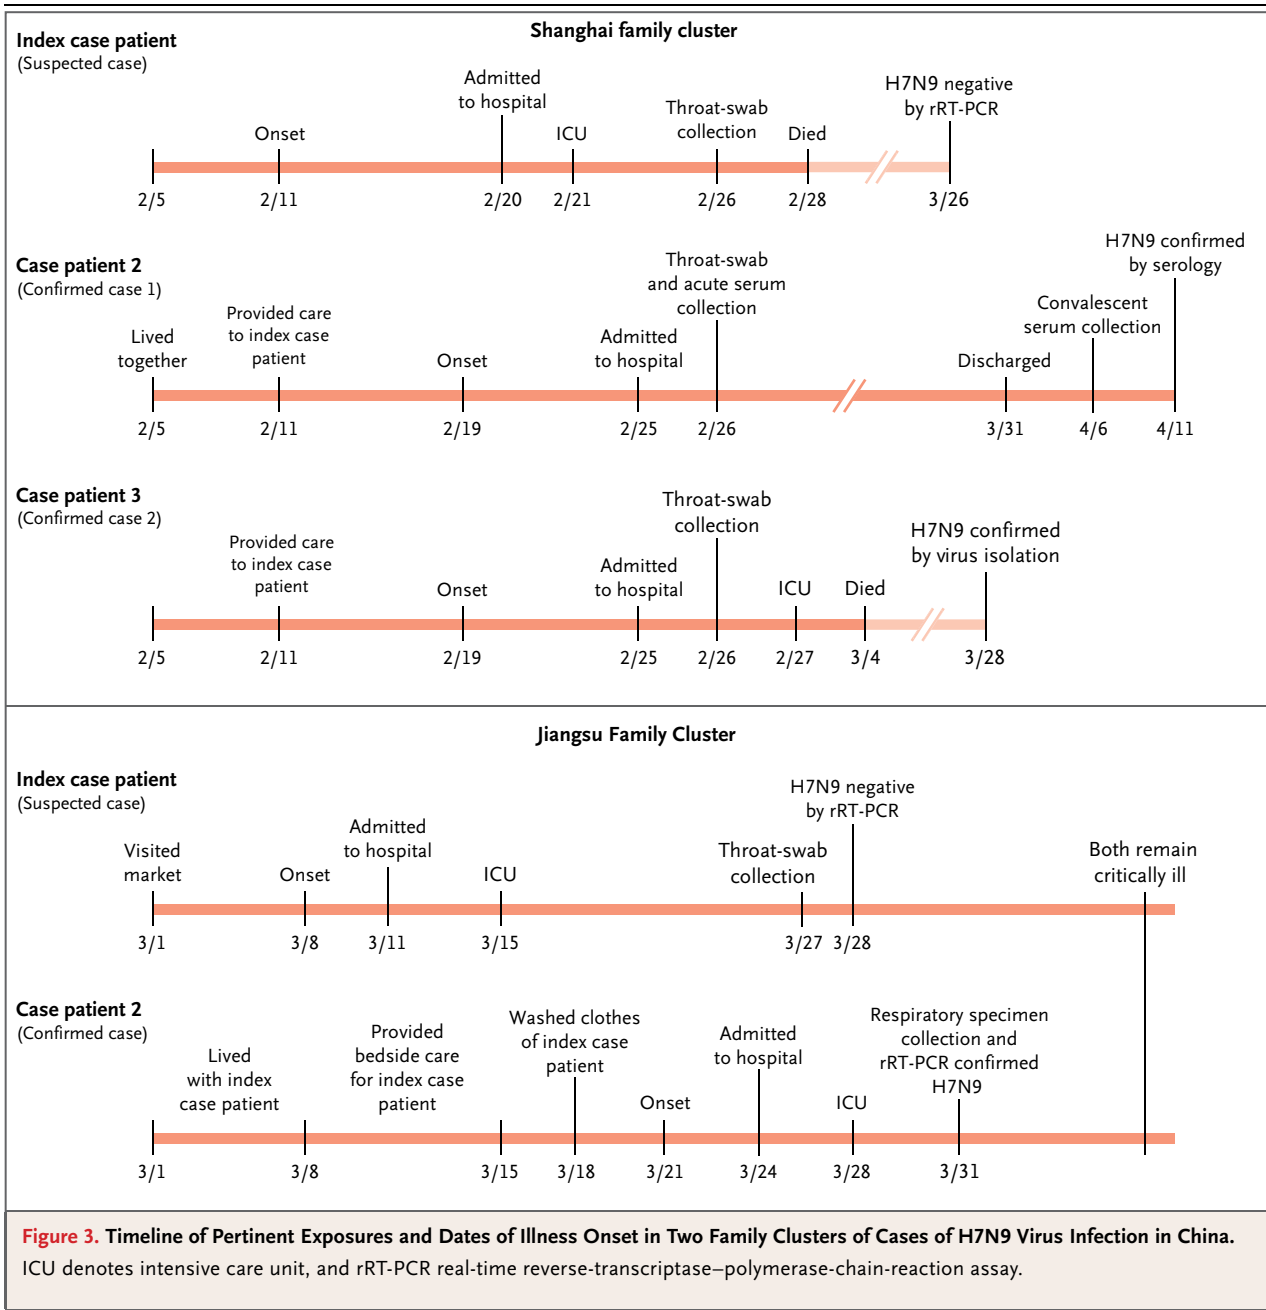 Shanghai family cluster
Index case patient
(Suspected case)
Admitted
to hospital
H7N9 negative
by rRT-PCR
Throat-swab
collection
Onset
ICU
Died
2/5
2/11
2/20
2/21
2/26
2/28
3/26
Case patient 2
(Confirmed case 1)
H7N9 confirmed
by serology
Throat-swab
and acute serum
collection
Convalescent
serum collection
Provided care
to index case
patient
Lived
together
Onset
Admitted
to hospital
Discharged
2/5
2/11
2/19
2/25
2/26
3/31
4/6
4/11
Case patient 3
(Confirmed case 2)
Throat-swab
collection
H7N9 confirmed
by virus isolation
Provided care
to index case
patient
Onset
Admitted
to hospital
ICU
Died
2/5
2/11
2/19
2/25
2/26
2/27
3/4
3/28
Jiangsu Family Cluster
Index case patient
(Suspected case)
H7N9 negative
by rRT-PCR
Visited
market
Onset
Admitted
to hospital
ICU
Throat-swab
collection
Both remain
critically ill
3/1
3/8
3/11
3/15
3/27
3/28
Case patient 2
(Confirmed case)
Lived
with index
case patient
Provided
bedside care
for index case
patient
Washed clothes
of index case
patient
Onset
Admitted
to hospital
ICU
Respiratory specimen
collection and
rRT-PCR confirmed
H7N9
3/1
3/8
3/15
3/18
3/21
3/24
3/28
3/31
Figure 3. Timeline of Pertinent Exposures and Dates of Illness Onset in Two Family Clusters of Cases of H7N9 Virus Infection in China.
ICU denotes intensive care unit, and rRT-PCR real-time reverse-transcriptase–polymerase-chain-reaction assay.